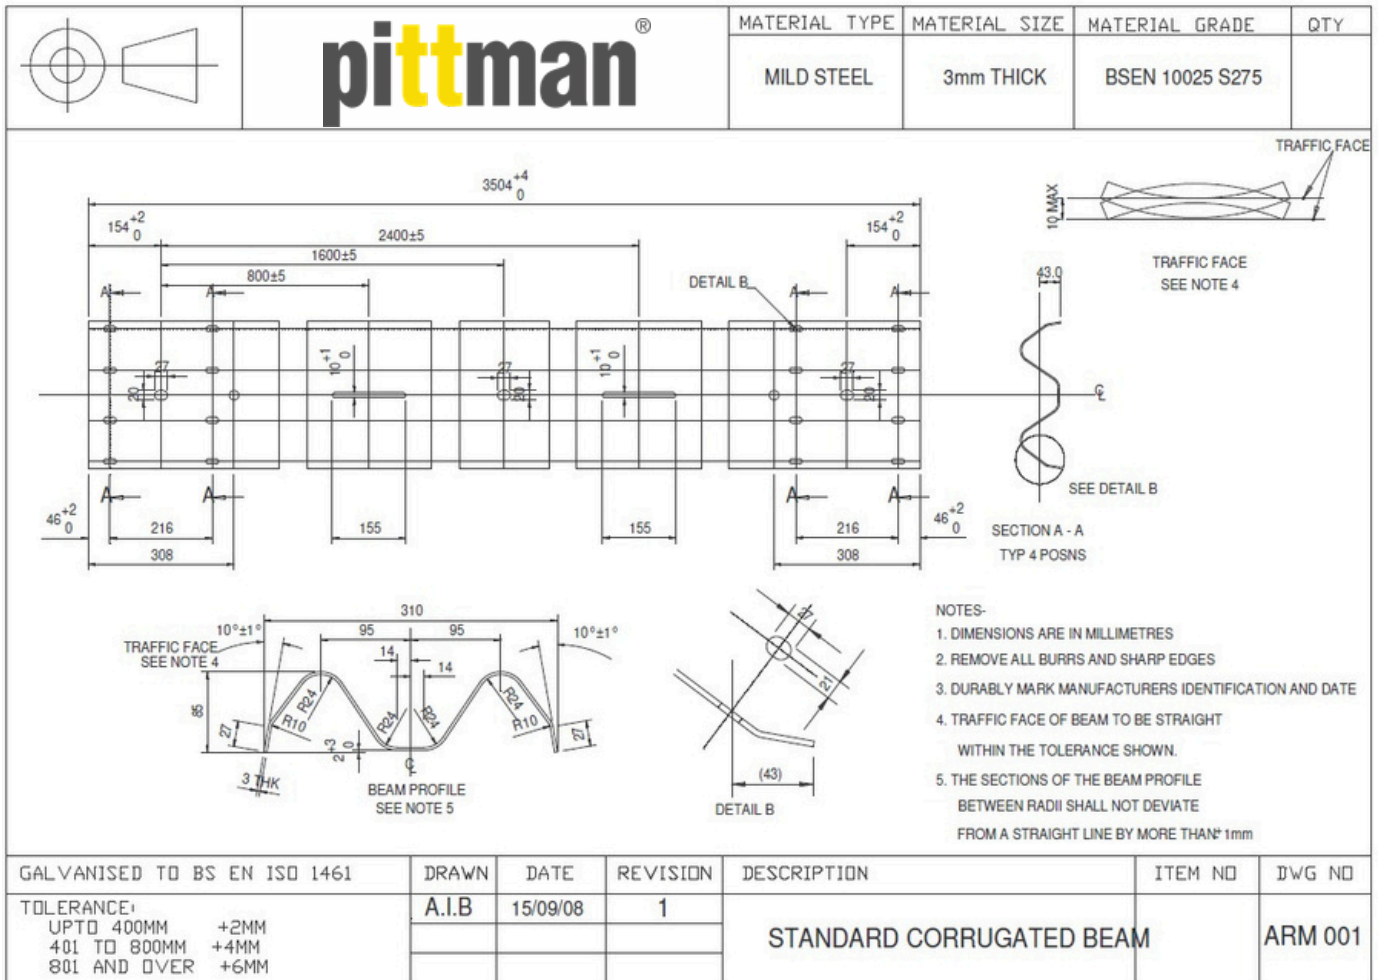 pittman®
MATERIAL TYPE MATERIAL SIZE MATERIAL GRADE QTY
MILD STEEL 3mm THICK BSEN 10025 S275
TRAFFIC FACE
10 MAX
TRAFFIC FACE
SEE NOTE 4
3504 +4 0
154 +2 0 2400±5 154 +2 0
1600±5
800±5
DETAIL B
43.0
A A A A
10 +1 0 10 +1 0
27 27 27
20 20 20
℄
A A A A
SEE DETAIL B
46 +2 0 216 155 155 216 46 +2 0
308 308
SECTION A - A
TYP 4 POSNS
310
10°±1° 95 95 10°±1°
TRAFFIC FACE
SEE NOTE 4
14 14
85 R24 R24 R24 R24
27 R10 R10 27
2 +3 0
3 THK
℄
BEAM PROFILE
SEE NOTE 5
27
21
(43)
DETAIL B
NOTES-
1. DIMENSIONS ARE IN MILLIMETRES
2. REMOVE ALL BURRS AND SHARP EDGES
3. DURABLY MARK MANUFACTURERS IDENTIFICATION AND DATE
4. TRAFFIC FACE OF BEAM TO BE STRAIGHT
WITHIN THE TOLERANCE SHOWN.
5. THE SECTIONS OF THE BEAM PROFILE
BETWEEN RADII SHALL NOT DEVIATE
FROM A STRAIGHT LINE BY MORE THAN 1mm
GALVANISED TO BS EN ISO 1461 DRAWN DATE REVISION DESCRIPTION ITEM NO DWG NO
TOLERANCE:
UPTO 400MM +2MM
401 TO 800MM +4MM
801 AND OVER +6MM
A.I.B 15/09/08 1
STANDARD CORRUGATED BEAM
ARM 001